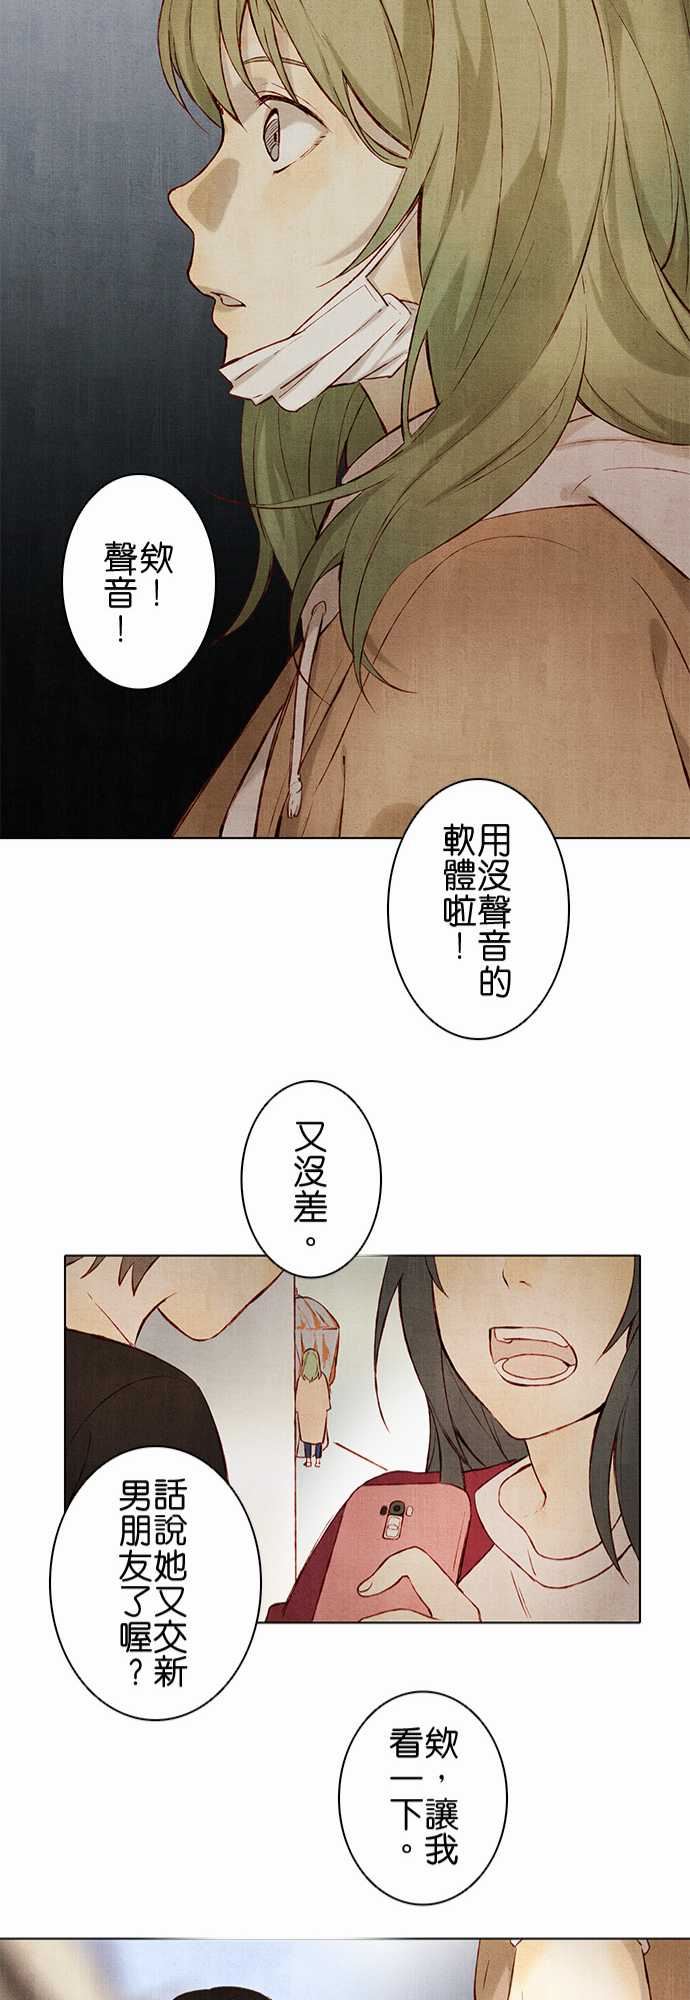 欸！
聲音！
用沒聲音的
軟體啦！
又沒差。
話說她又交新
男朋友了喔？
欸，讓我
看一下。